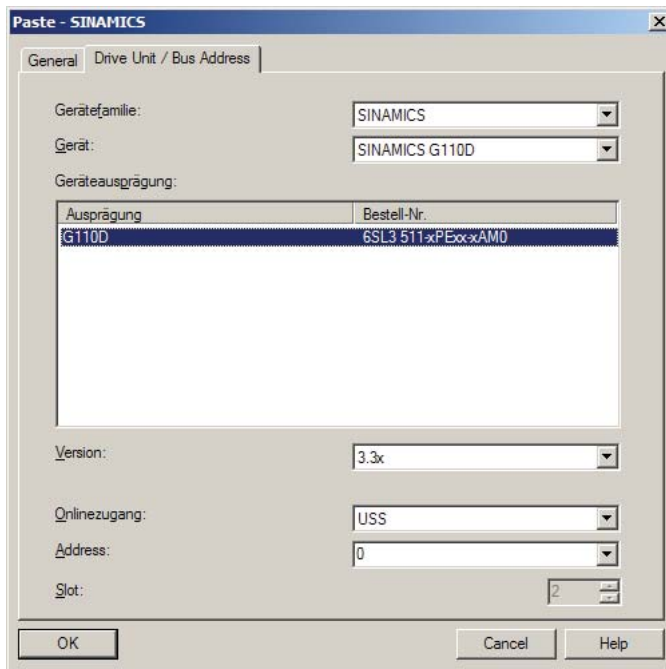 Paste - SINAMICS
General Drive Unit / Bus Address
Gerätefamilie: SINAMICS
Gerät: SINAMICS G110D
Geräteausprägung:
Ausprägung Bestell-Nr.
G110D 6SL3 511-xPExx-xAM0
Version: 3.3x
Onlinezugang: USS
Address: 0
Slot: 2
OK Cancel Help